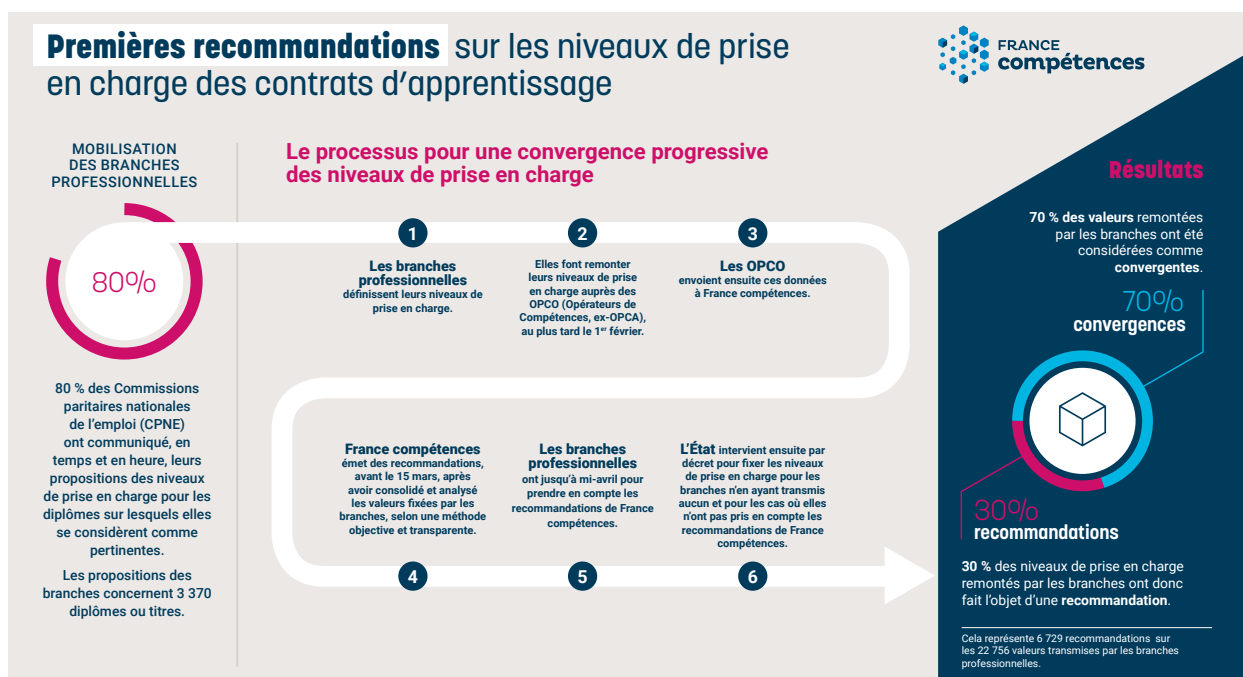 Premières recommandations sur les niveaux de prise
en charge des contrats d'apprentissage
FRANCE
compétences
MOBILISATION
DES BRANCHES
PROFESSIONNELLES
80%
80 % des Commissions
paritaires nationales
de l'emploi (CPNE)
ont communiqué, en
temps et en heure, leurs
propositions des niveaux
de prise en charge pour les
diplômes sur lesquels elles
se considèrent comme
pertinentes.
Les propositions des
branches concernent 3 370
diplômes ou titres.
Le processus pour une convergence progressive
des niveaux de prise en charge
1
Les branches
professionnelles
définissent leurs niveaux de
prise en charge.
2
Elles font remonter
leurs niveaux de prise
en charge auprès des
OPCO (Opérateurs de
Compétences, ex-OPCA),
au plus tard le 1er février.
3
Les OPCO
envoient ensuite ces données
à France compétences.
France compétences
émet des recommandations,
avant le 15 mars, après
avoir consolidé et analysé
les valeurs fixées par les
branches, selon une méthode
objective et transparente.
4
Les branches
professionnelles
ont jusqu'à mi-avril pour
prendre en compte les
recommandations de France
compétences.
5
L'État intervient ensuite par
décret pour fixer les niveaux
de prise en charge pour les
branches n'en ayant transmis
aucun et pour les cas où elles
n'ont pas pris en compte les
recommandations de France
compétences.
6
Résultats
70 % des valeurs remontées
par les branches ont été
considérées comme
convergentes.
70%
convergences
30%
recommandations
30 % des niveaux de prise en charge
remontés par les branches ont donc
fait l'objet d'une recommandation.
Cela représente 6 729 recommandations sur
les 22 756 valeurs transmises par les branches
professionnelles.